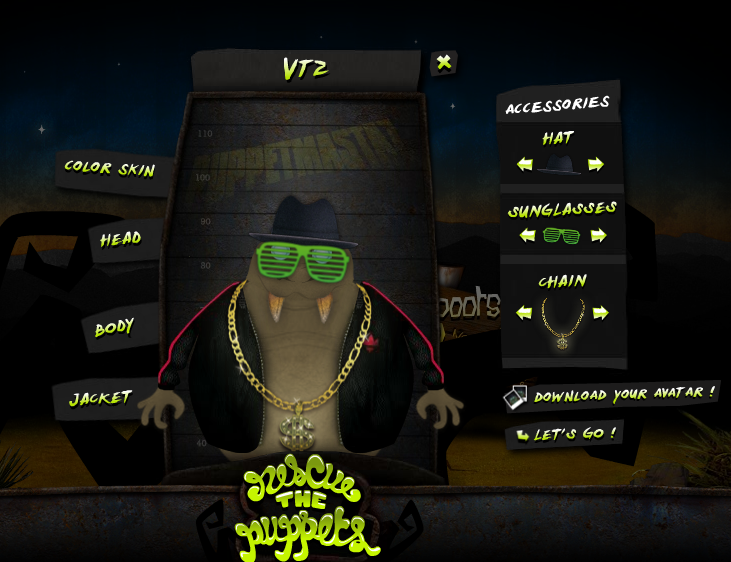 VTZ
ACCESSORIES
HAT
COLOR SKIN
SUNGLASSES
HEAD
CHAIN
BODY
JACKET
110
100
90
80
40
DOWNLOAD YOUR AVATAR !
LET'S GO !
rescue
THE
puppets